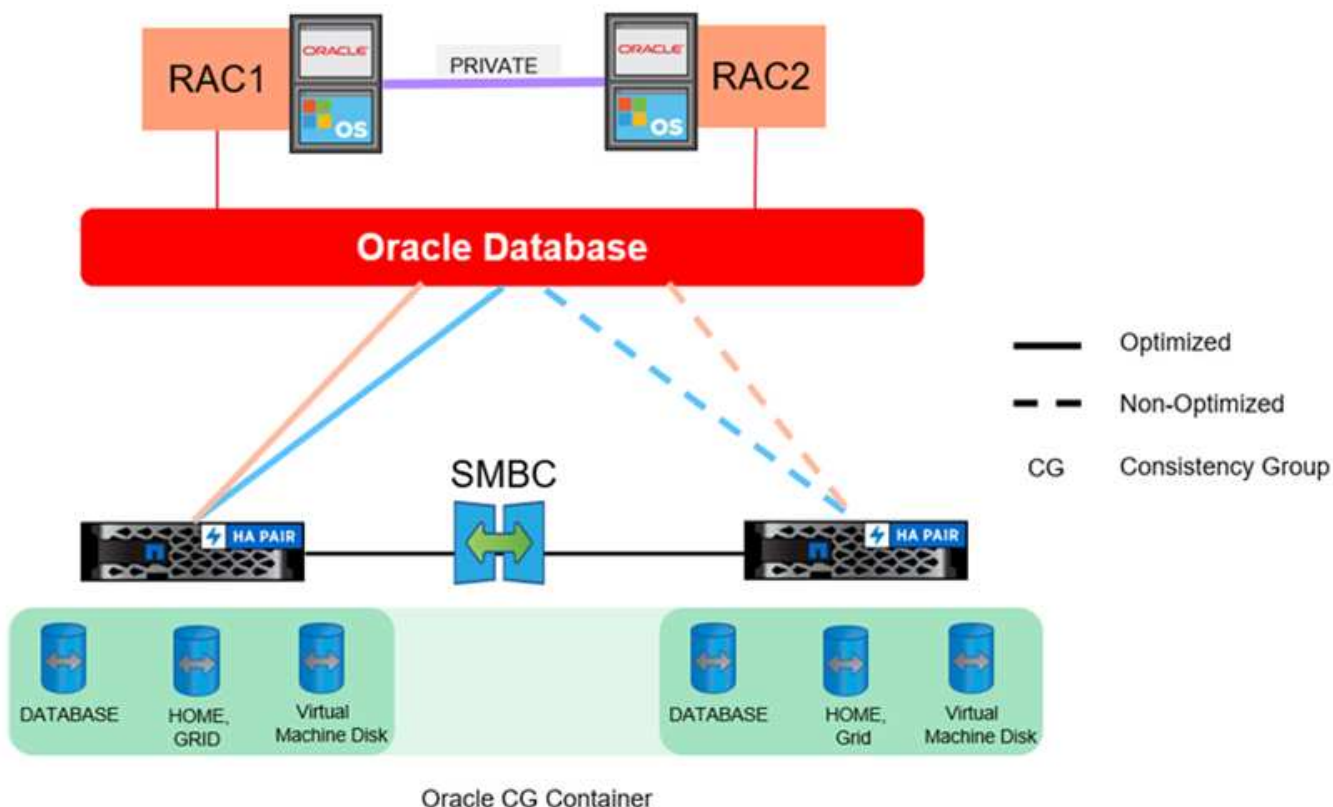 ORACLE
RAC1
OS
PRIVATE
ORACLE
OS
RAC2
Oracle Database
Optimized
Non-Optimized
CG Consistency Group
SMBC
HA PAIR
HA PAIR
DATABASE
HOME,
GRID
Virtual
Machine Disk
DATABASE
HOME,
Grid
Virtual
Machine Disk
Oracle CG Container